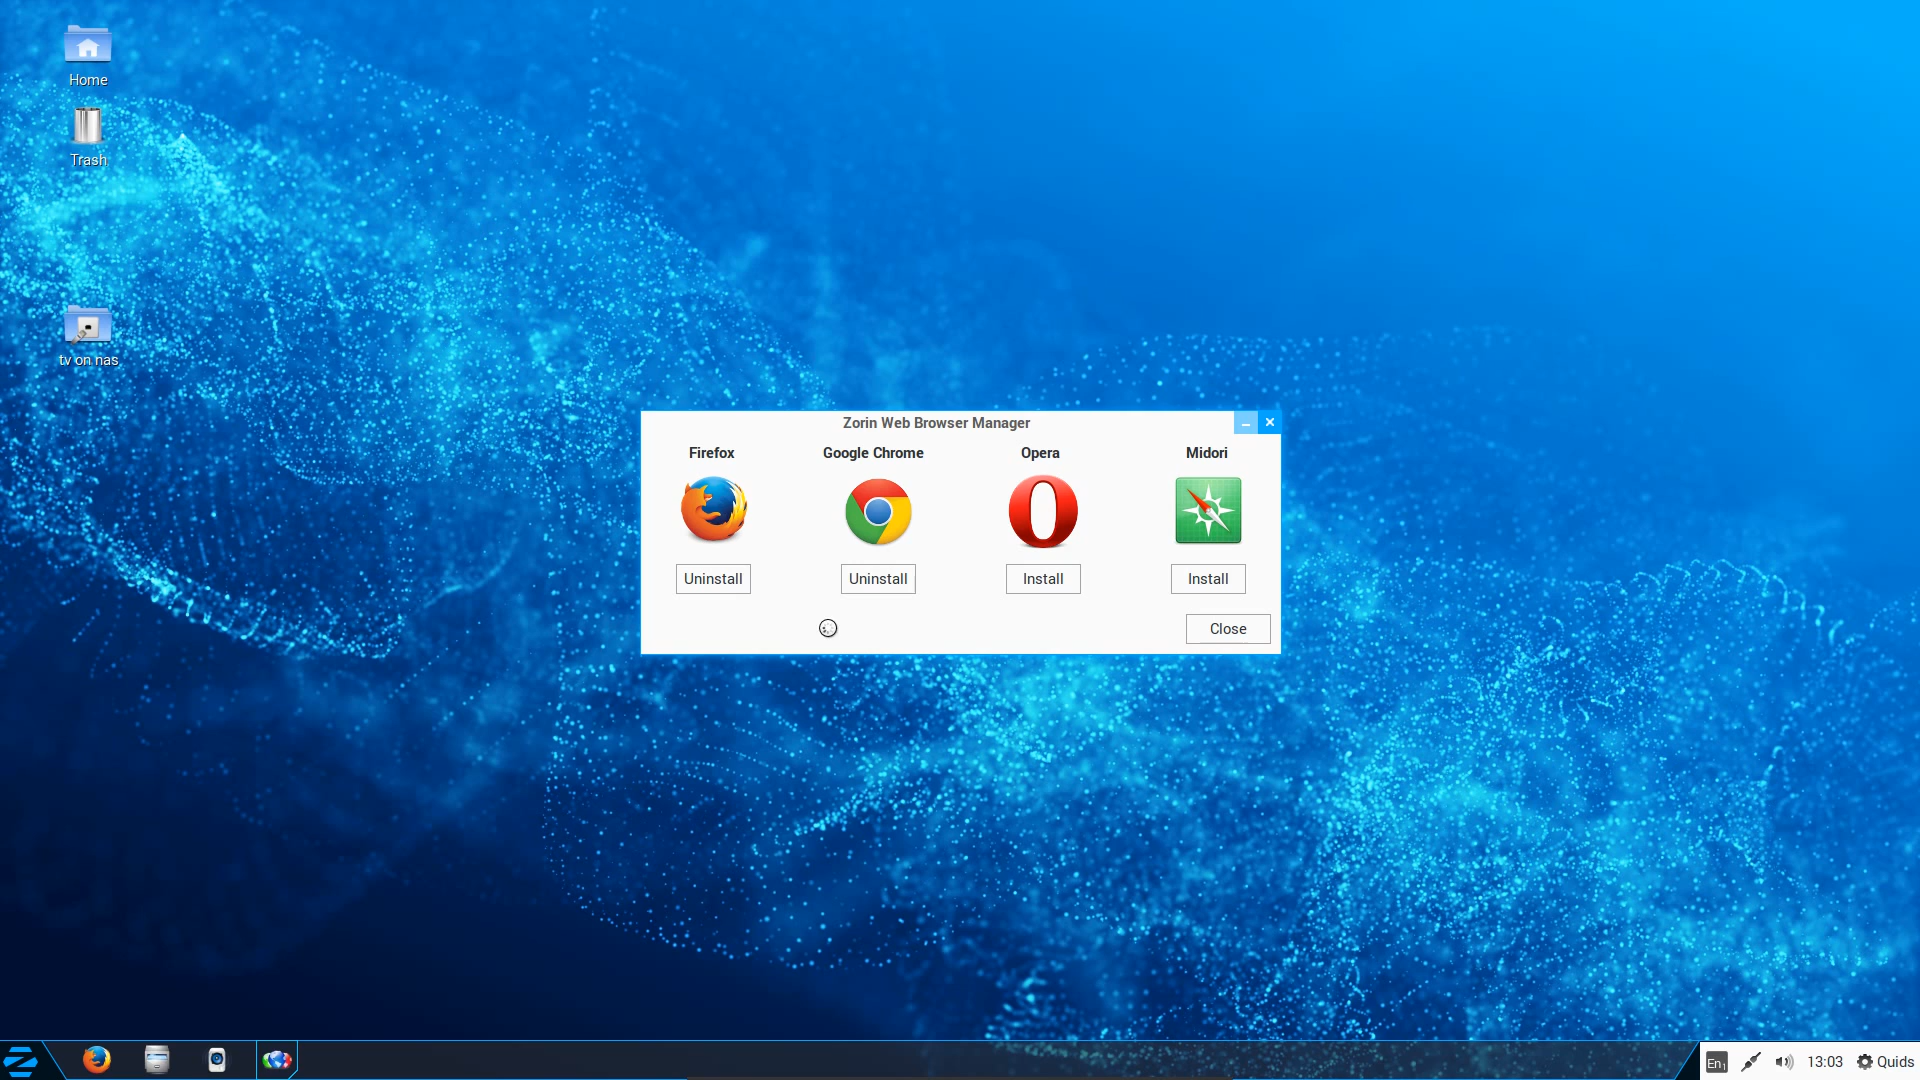 Home
Trash
tv on nas
Zorin Web Browser Manager
Firefox Google Chrome Opera Midori
Uninstall Uninstall Install Install
Close
En1 13:03 Quids